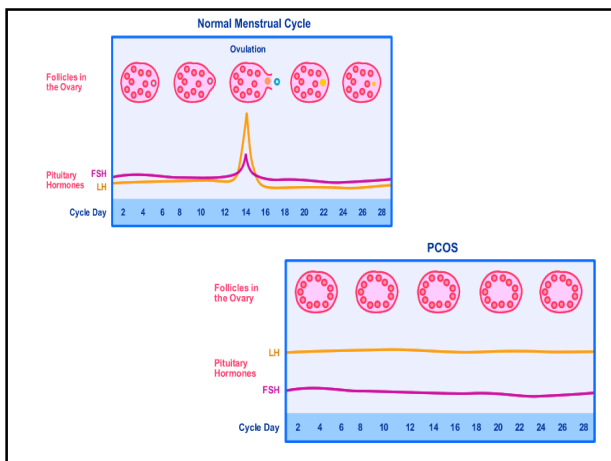 Normal Menstrual Cycle
Ovulation
Follicles in
the Ovary
FSH
Pituitary
Hormones
LH
Cycle Day 2 4 6 8 10 12 14 16 18 20 22 24 26 28
PCOS
Follicles in
the Ovary
LH
Pituitary
Hormones
FSH
Cycle Day 2 4 6 8 10 12 14 16 18 20 22 24 26 28